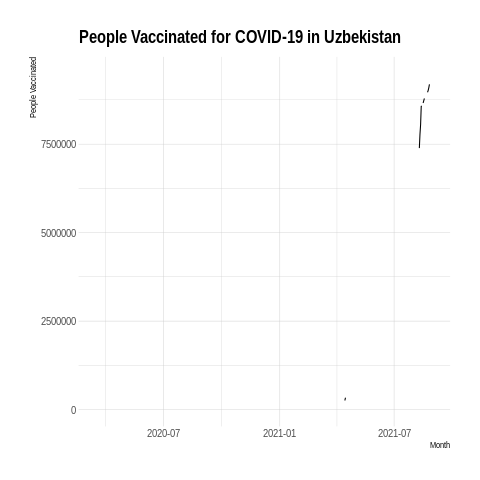 People Vaccinated for COVID-19 in Uzbekistan
People Vaccinated
7500000
5000000
2500000
0
2020-07
2021-01
2021-07
Month